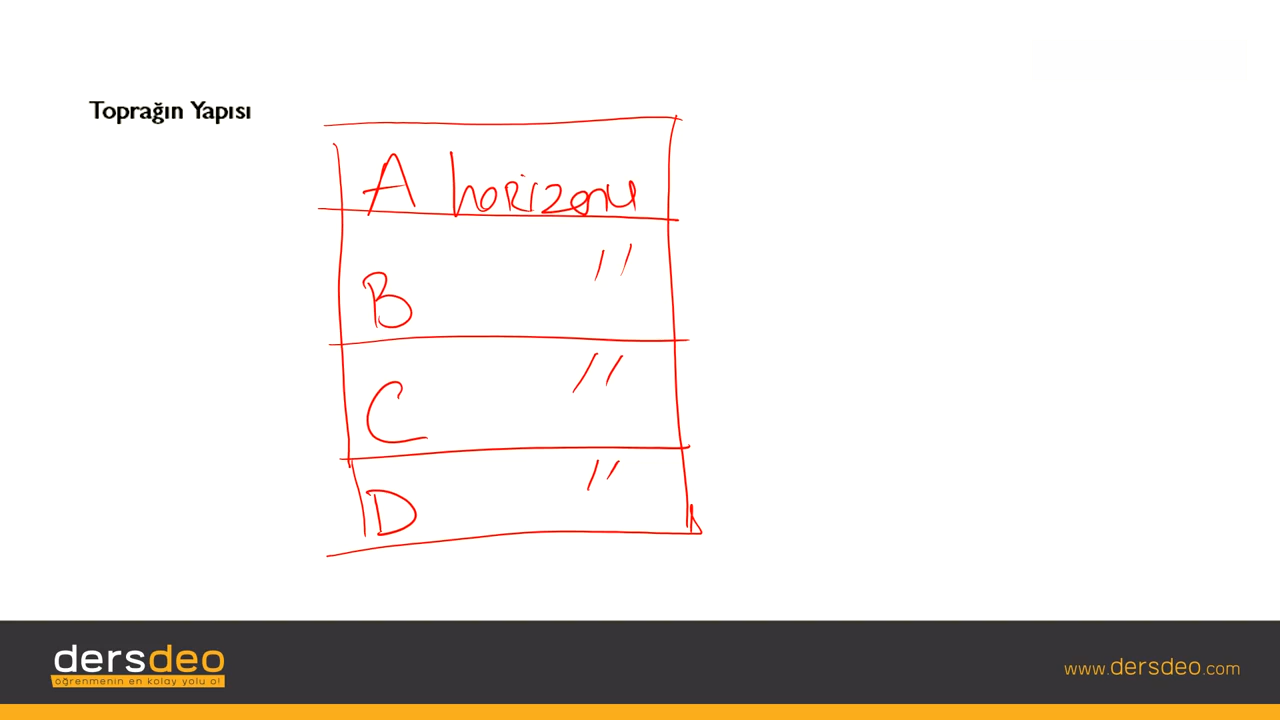 Toprağın Yapısı
A horizonu
B "
C "
D "
dersdeo
öğrenmenin en kolay yolu o!
www.dersdeo.com